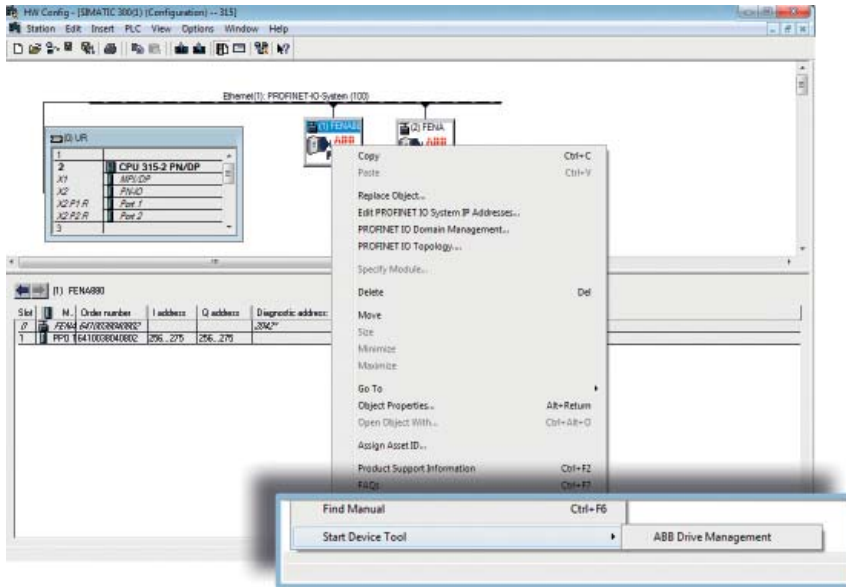 HW Config - [SIMATIC 300(1) (Configuration) -- 315]
Station Edit Insert PLC View Options Window Help
Ethernet(1): PROFINET-IO-System (100)
(0) UR
1
2 CPU 315-2 PN/DP
X1 MPI/DP
X2 PN-IO
X2 P1 R Port 1
X2 P2 R Port 2
3
(1) FENA
ABB
(2) FENA
ABB
Copy Ctrl+C
Paste Ctrl+V
Replace Object...
Edit PROFINET IO System IP Addresses...
PROFINET IO Domain Management...
PROFINET IO Topology...
Specify Module...
Delete Del
Move
Size
Minimize
Maximize
Go To
Object Properties... Alt+Return
Open Object With... Ctrl+Alt+O
Assign Asset ID...
Product Support Information Ctrl+F2
FAQs Ctrl+F7
Find Manual Ctrl+F6
Start Device Tool
ABB Drive Management
(1) FENA880
Slot M.. Order number I address Q address Diagnostic address:
0 FENA 2042*
1 PPO 256...275 256...275